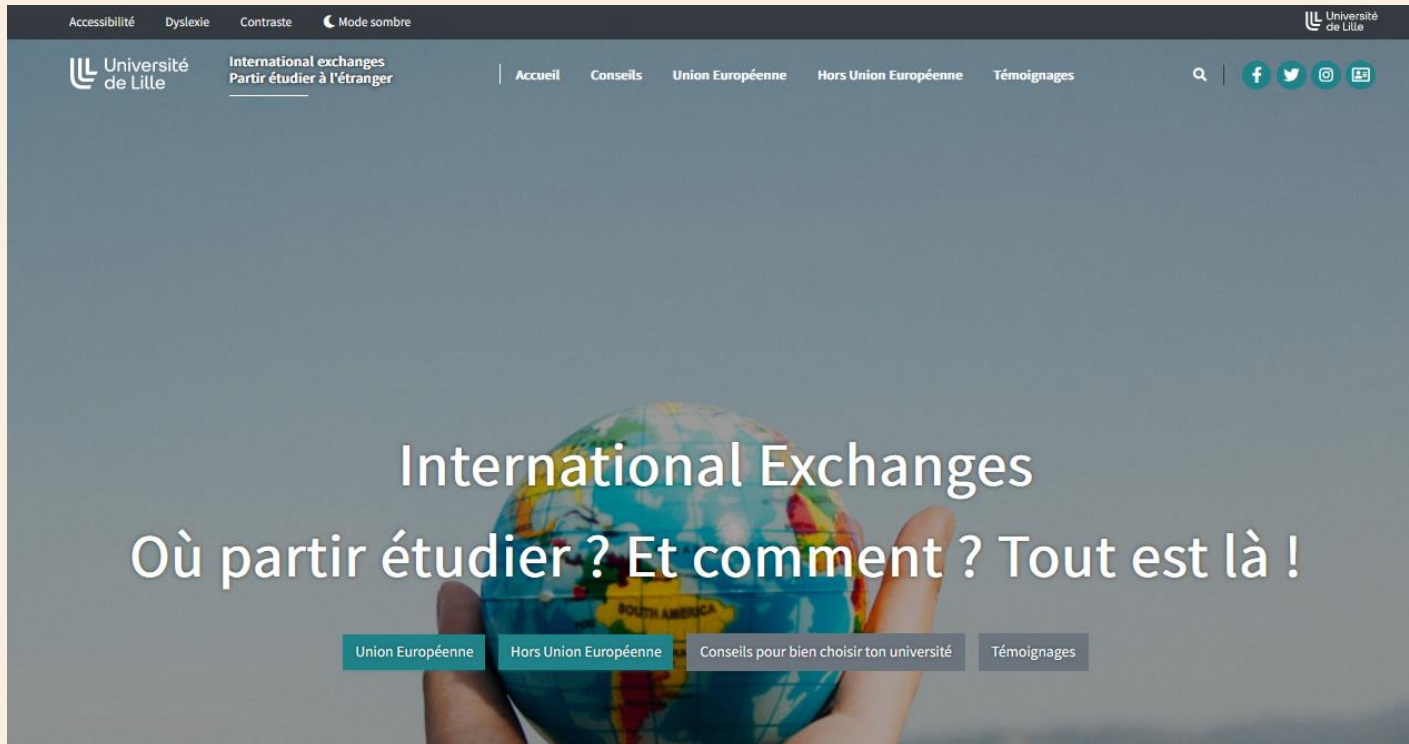 Accessibilité Dyslexie Contraste Mode sombre
Université
de Lille
Université
de Lille
International exchanges
Partir étudier à l'étranger
Accueil Conseils Union Européenne Hors Union Européenne Témoignages
International Exchanges
Où partir étudier ? Et comment ? Tout est là !
SOUTH AMERICA
Union Européenne Hors Union Européenne Conseils pour bien choisir ton université Témoignages